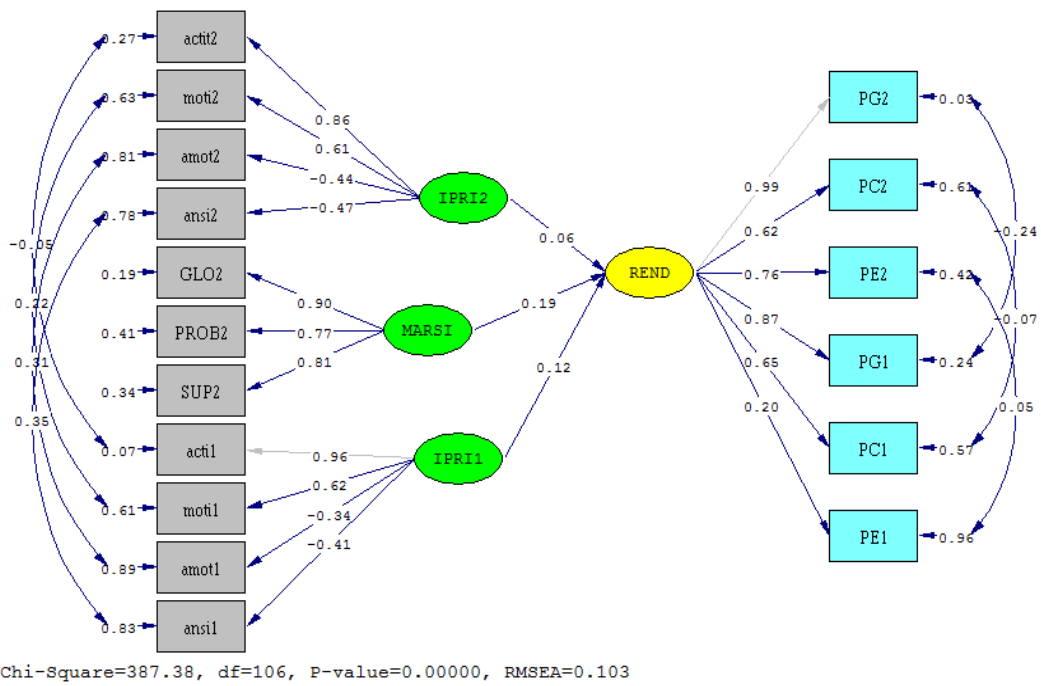 0.27 actit2
0.63 moti2
0.81 amot2
0.78 ansi2
0.19 GLO2
0.41 PROB2
0.34 SUP2
0.07 acti1
0.61 moti1
0.89 amot1
0.83 ansi1
-0.05
0.22
0.31
0.35
0.86
0.61
-0.44
-0.47
0.90
0.77
0.81
0.96
0.62
-0.34
-0.41
IPRI2
MARSI
IPRI1
0.06
0.19
0.12
REND
0.99
0.62
0.76
0.87
0.65
0.20
PG2 0.03
PC2 0.61
PE2 0.42
PG1 0.24
PC1 0.57
PE1 0.96
-0.24
-0.07
0.05
Chi-Square=387.38, df=106, P-value=0.00000, RMSEA=0.103